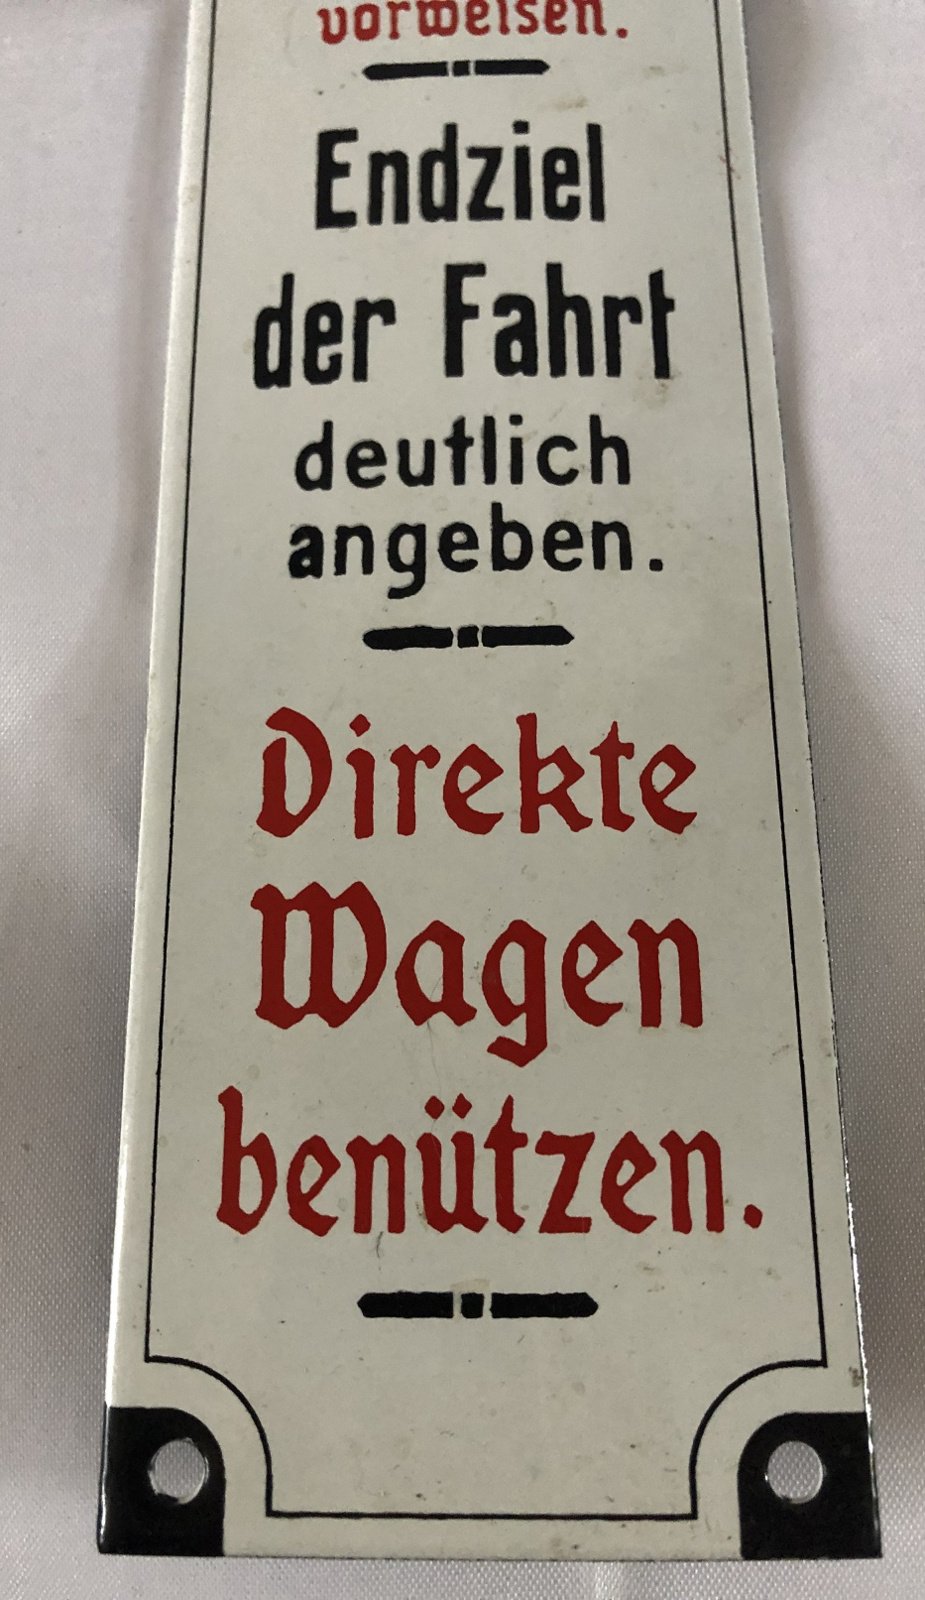 vorweisen.
Endziel
der Fahrt
deutlich
angeben.
Direkte
Wagen
benützen.